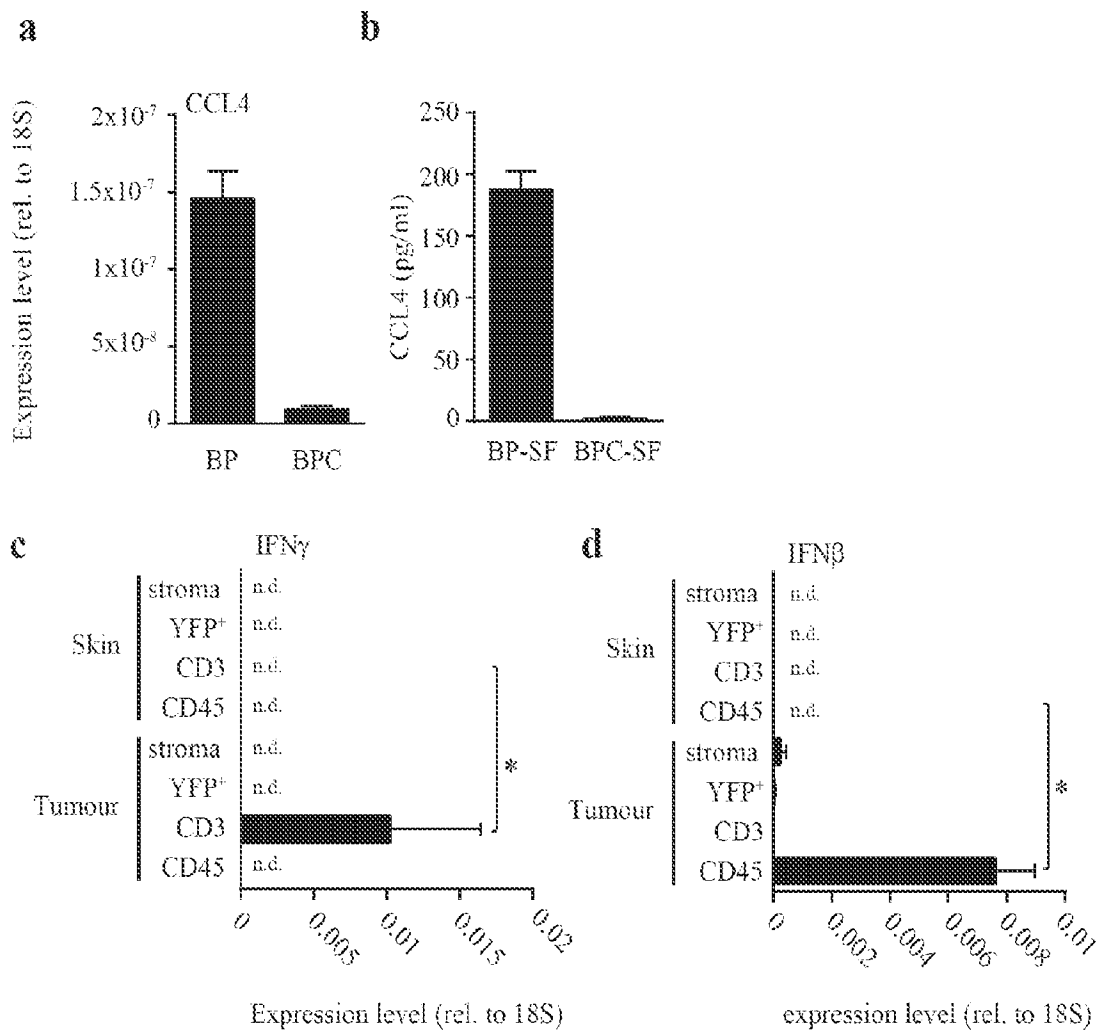 a
CCL4
Expression level (rel. to 18S)
2x10⁻⁷
1.5x10⁻⁷
1x10⁻⁷
5x10⁻⁸
0
BP
BPC
b
CCL4 (pg/ml)
250
200
150
100
50
0
BP-SF
BPC-SF
c
IFNγ
Skin
stroma n.d.
YFP⁺ n.d.
CD3 n.d.
CD45 n.d.
Tumour
stroma n.d.
YFP⁺ n.d.
CD3
CD45 n.d.
*
0 0.005 0.01 0.015 0.02
Expression level (rel. to 18S)
d
IFNβ
Skin
stroma n.d.
YFP⁺ n.d.
CD3 n.d.
CD45 n.d.
Tumour
stroma
YFP⁺
CD3
CD45
*
0 0.002 0.004 0.006 0.008 0.01
expression level (rel. to 18S)